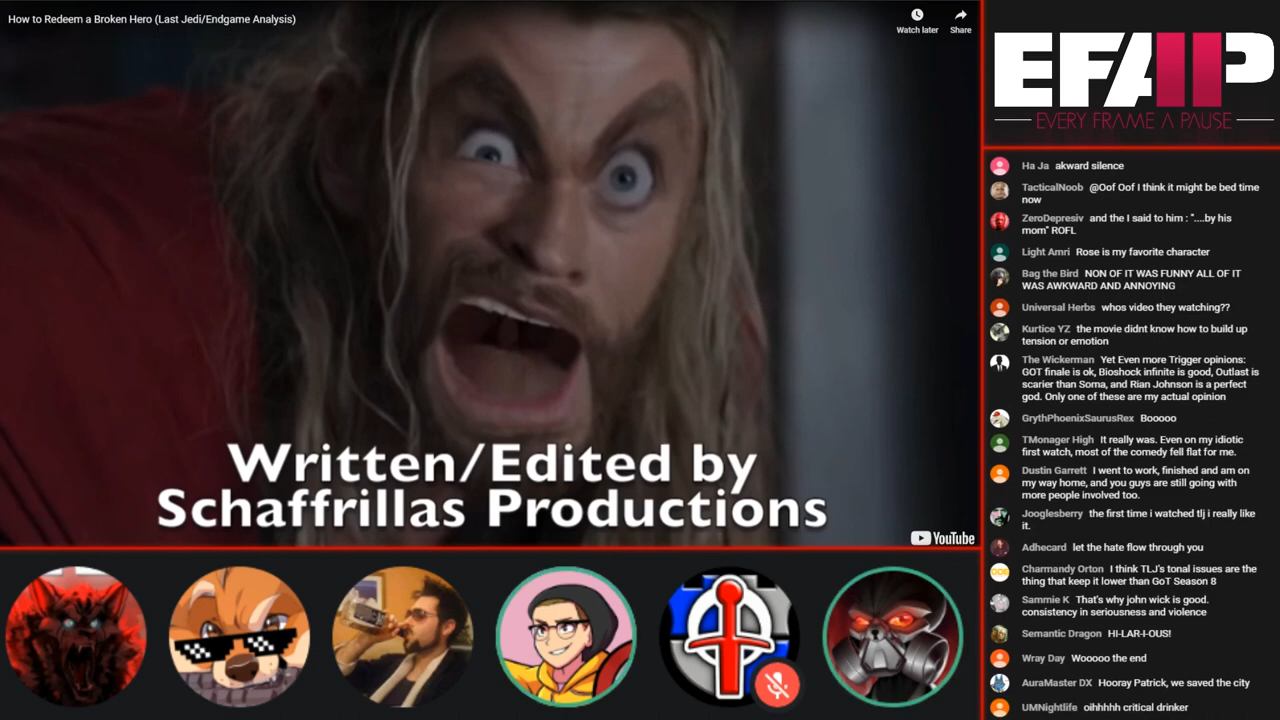 How to Redeem a Broken Hero (Last Jedi/Endgame Analysis)
Watch later
Share
Written/Edited by
Schaffrillas Productions
YouTube
EFAP
EVERY FRAME A PAUSE
Ha Ja akward silence
TacticalNoob @Oof Oof I think it might be bed time
now
ZeroDepresiv and the I said to him : "....by his
mom" ROFL
Light Amri Rose is my favorite character
Bag the Bird NON OF IT WAS FUNNY ALL OF IT
WAS AWKWARD AND ANNOYING
Universal Herbs whos video they watching??
Kurtice YZ the movie didnt know how to build up
tension or emotion
The Wickerman Yet Even more Trigger opinions:
GOT finale is ok, Bioshock infinite is good, Outlast is
scarier than Soma, and Rian Johnson is a perfect
god. Only one of these are my actual opinion
GrythPhoenixSaurusRex Booooo
TMonager High It really was. Even on my idiotic
first watch, most of the comedy fell flat for me.
Dustin Garrett I went to work, finished and am on
my way home, and you guys are still going with
more people involved too.
Jooglesberry the first time i watched tlj i really like
it.
Adhecard let the hate flow through you
Charmandy Orton I think TLJ's tonal issues are the
thing that keep it lower than GoT Season 8
Sammie K That's why john wick is good.
consistency in seriousness and violence
Semantic Dragon HI-LAR-I-OUS!
Wray Day Wooooo the end
AuraMaster DX Hooray Patrick, we saved the city
UMNightlife oihhhhh critical drinker